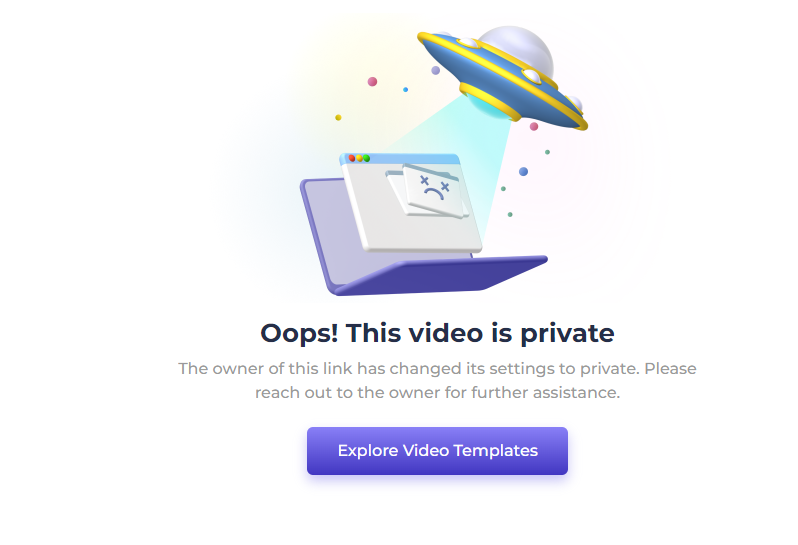 Oops! This video is private
The owner of this link has changed its settings to private. Please
reach out to the owner for further assistance.
Explore Video Templates